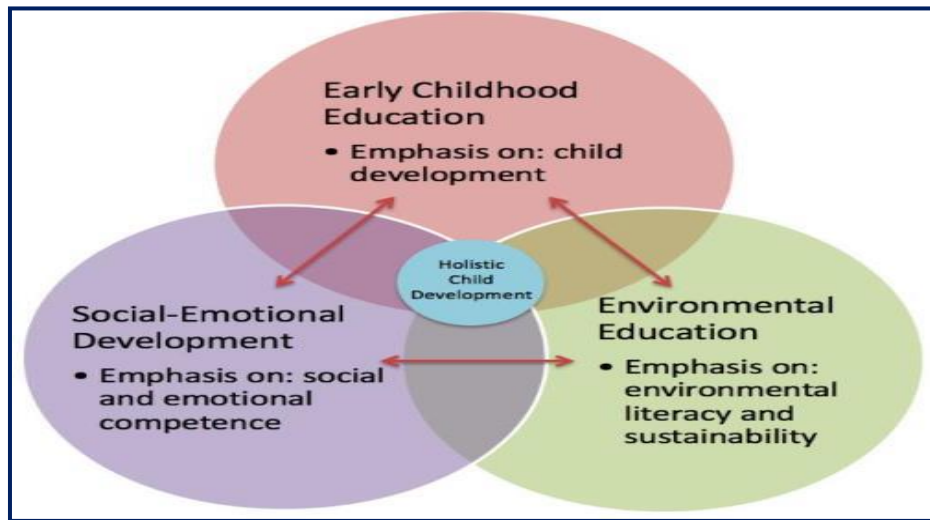 Early Childhood
Education
• Emphasis on: child
development
Holistic
Child
Development
Social-Emotional
Development
• Emphasis on: social
and emotional
competence
Environmental
Education
• Emphasis on:
environmental
literacy and
sustainability